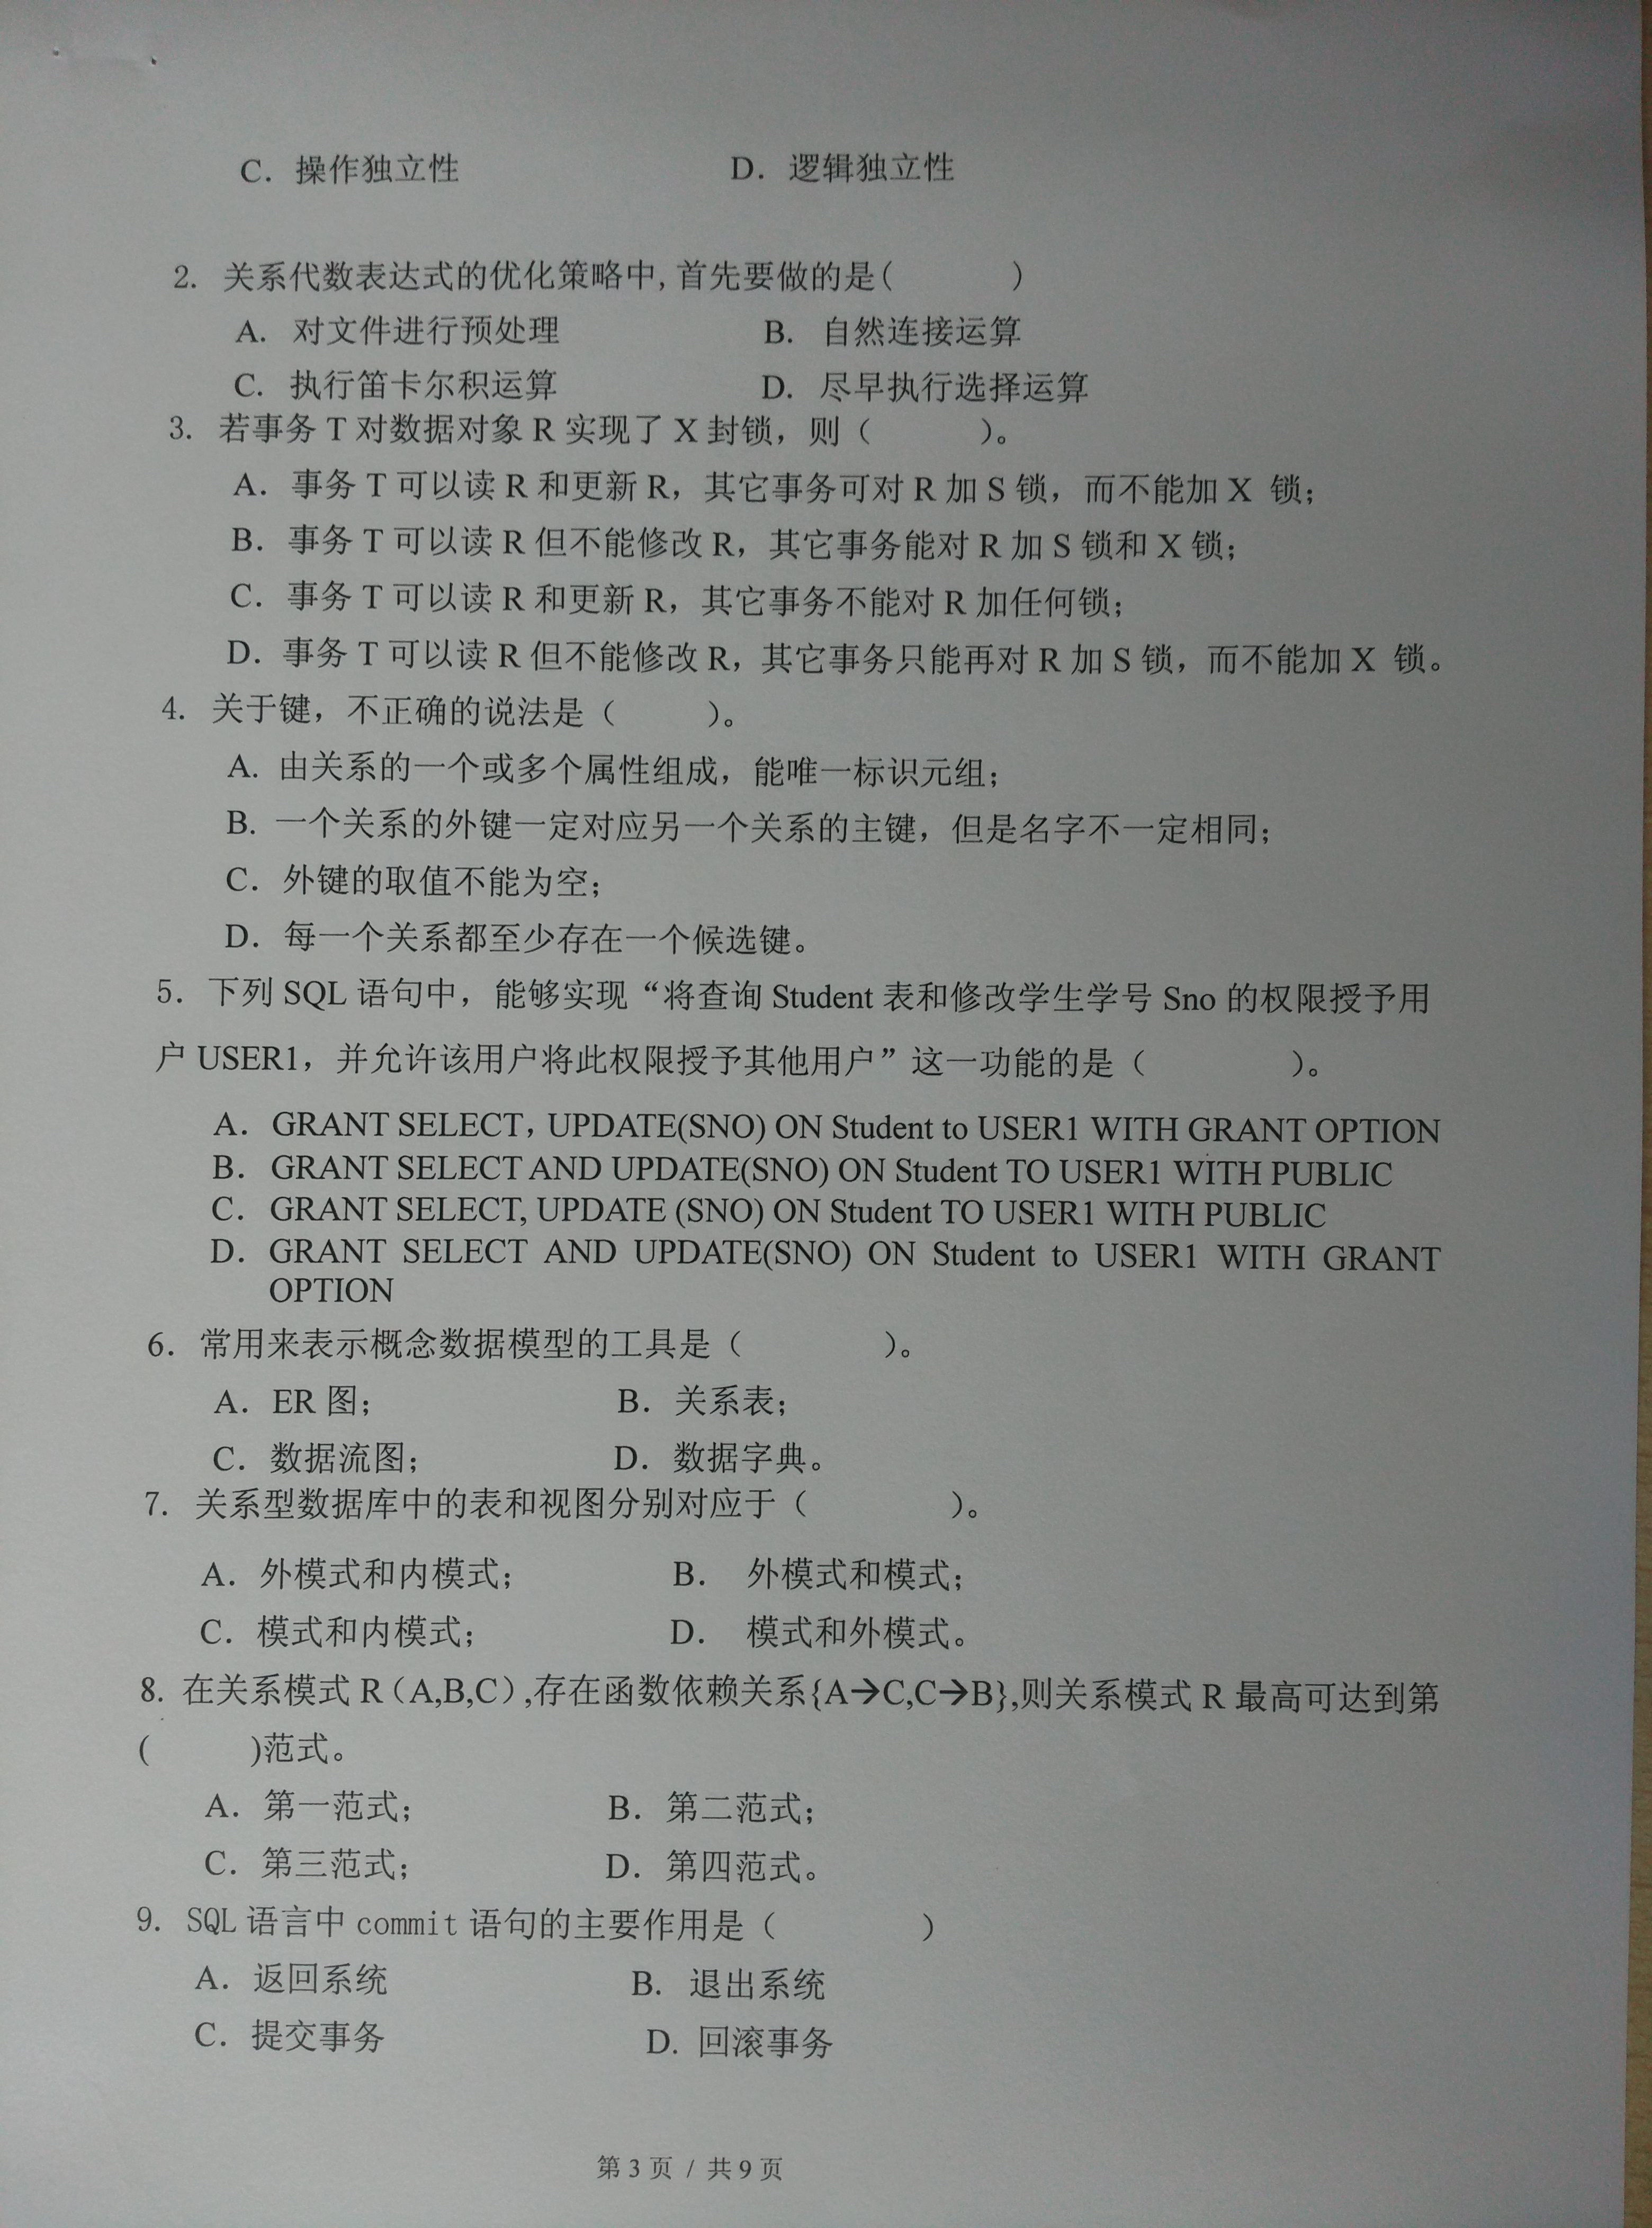 C．操作独立性 D．逻辑独立性
2. 关系代数表达式的优化策略中,首先要做的是( )
A. 对文件进行预处理 B. 自然连接运算
C. 执行笛卡尔积运算 D. 尽早执行选择运算
3. 若事务 T 对数据对象 R 实现了 X 封锁，则（ ）。
A．事务 T 可以读 R 和更新 R，其它事务可对 R 加 S 锁，而不能加 X 锁；
B．事务 T 可以读 R 但不能修改 R，其它事务能对 R 加 S 锁和 X 锁；
C．事务 T 可以读 R 和更新 R，其它事务不能对 R 加任何锁；
D．事务 T 可以读 R 但不能修改 R，其它事务只能再对 R 加 S 锁，而不能加 X 锁。
4. 关于键，不正确的说法是（ ）。
A. 由关系的一个或多个属性组成，能唯一标识元组；
B. 一个关系的外键一定对应另一个关系的主键，但是名字不一定相同；
C．外键的取值不能为空；
D．每一个关系都至少存在一个候选键。
5．下列 SQL 语句中，能够实现“将查询 Student 表和修改学生学号 Sno 的权限授予用
户 USER1，并允许该用户将此权限授予其他用户”这一功能的是（ ）。
A．GRANT SELECT，UPDATE(SNO) ON Student to USER1 WITH GRANT OPTION
B．GRANT SELECT AND UPDATE(SNO) ON Student TO USER1 WITH PUBLIC
C．GRANT SELECT, UPDATE (SNO) ON Student TO USER1 WITH PUBLIC
D．GRANT SELECT AND UPDATE(SNO) ON Student to USER1 WITH GRANT
OPTION
6．常用来表示概念数据模型的工具是（ ）。
A．ER 图； B．关系表；
C．数据流图； D．数据字典。
7. 关系型数据库中的表和视图分别对应于（ ）。
A．外模式和内模式； B． 外模式和模式；
C．模式和内模式； D． 模式和外模式。
8. 在关系模式 R（A,B,C）,存在函数依赖关系{A→C,C→B},则关系模式 R 最高可达到第
( )范式。
A．第一范式； B．第二范式；
C．第三范式； D．第四范式。
9. SQL 语言中 commit 语句的主要作用是（ ）
A．返回系统 B. 退出系统
C．提交事务 D. 回滚事务
第 3 页 / 共 9 页